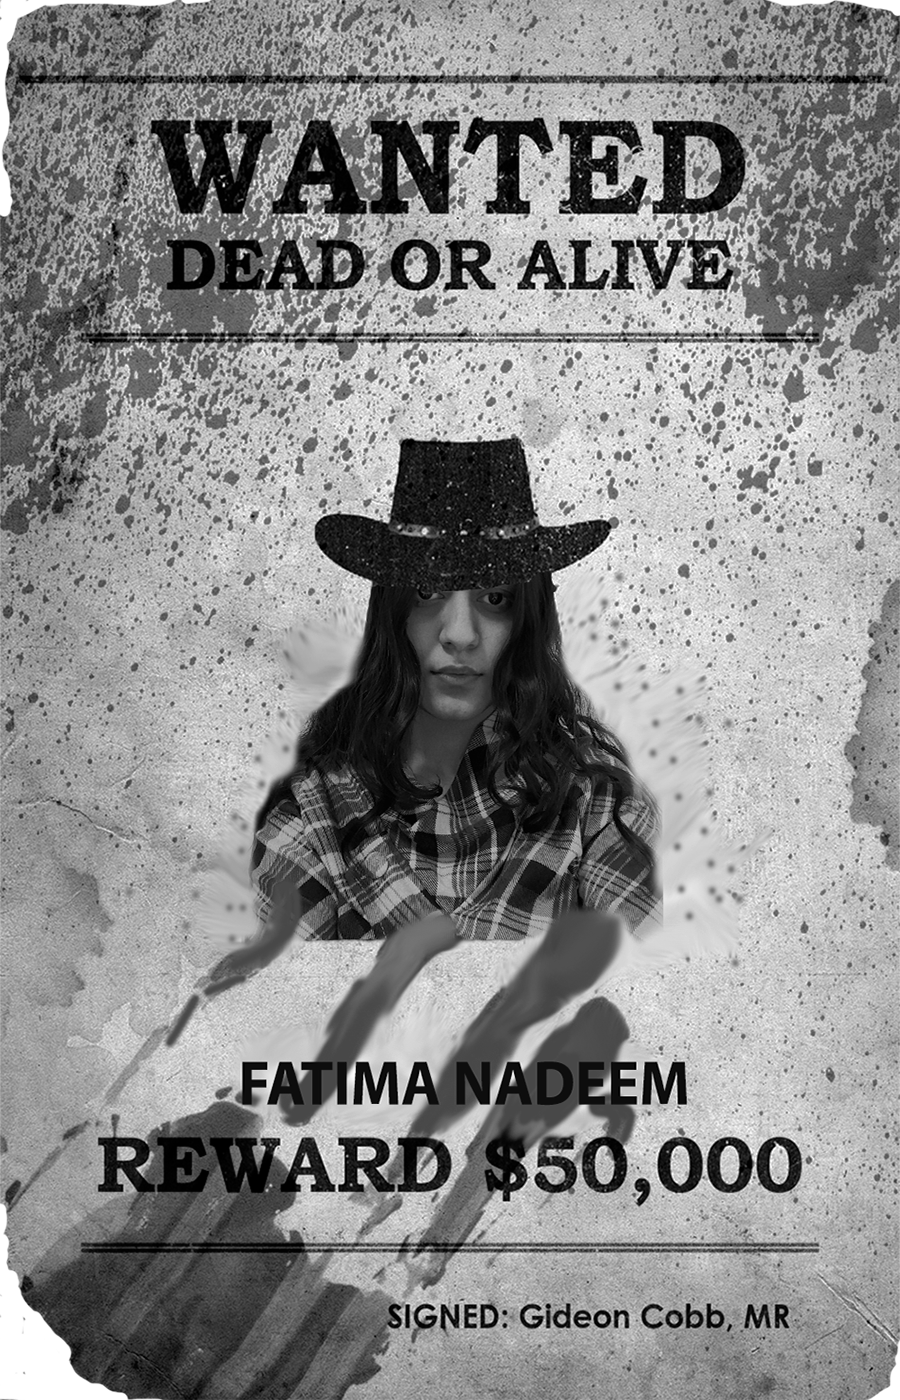 WANTED
DEAD OR ALIVE
FATIMA NADEEM
REWARD $50,000
SIGNED: Gideon Cobb, MR